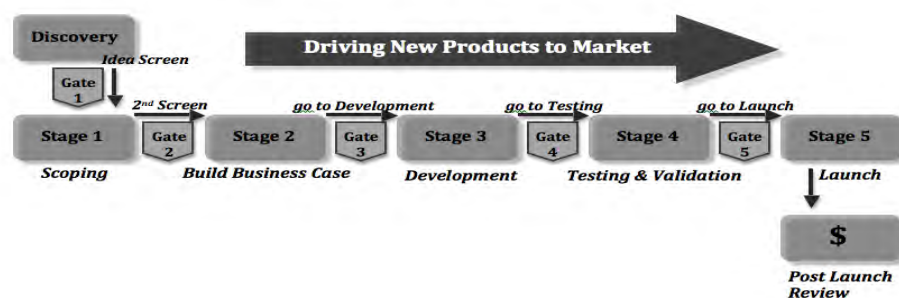 Discovery
Driving New Products to Market
Idea Screen
Gate
1
2nd Screen
go to Development
go to Testing
go to Launch
Stage 1
Gate
2
Stage 2
Gate
3
Stage 3
Gate
4
Stage 4
Gate
5
Stage 5
Scoping
Build Business Case
Development
Testing & Validation
Launch
$
Post Launch
Review